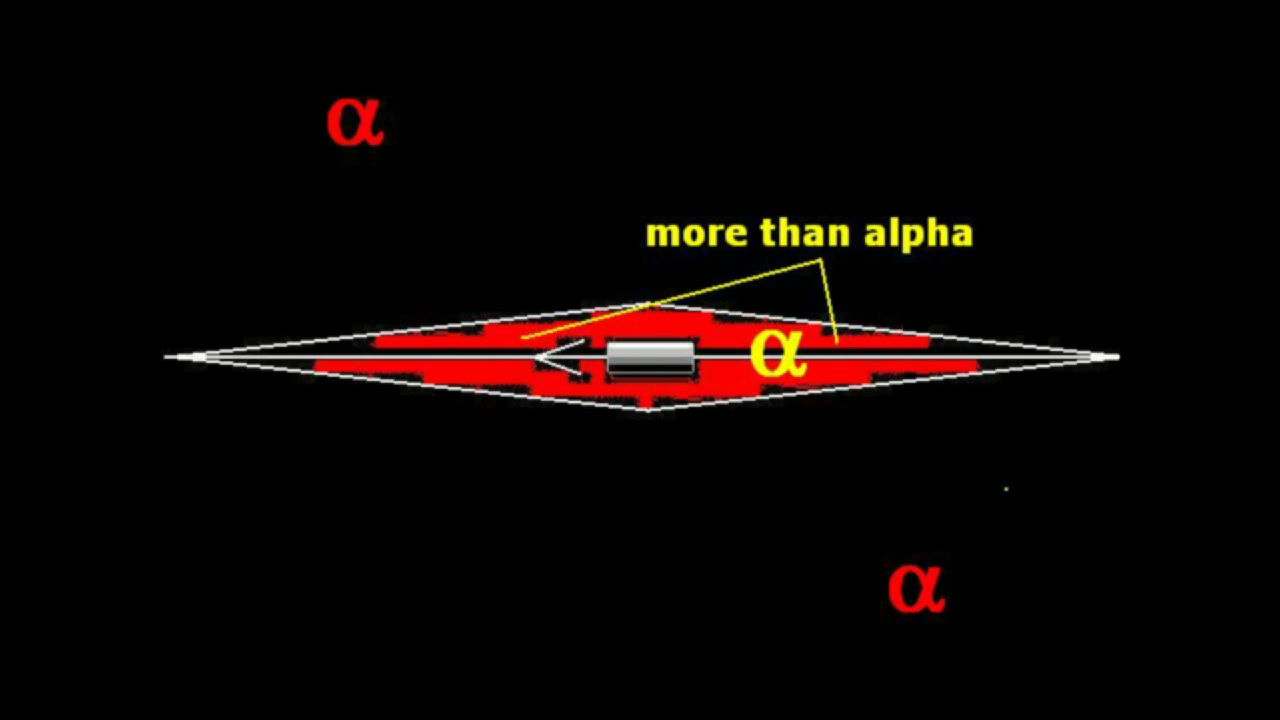 α
more than alpha
α
α